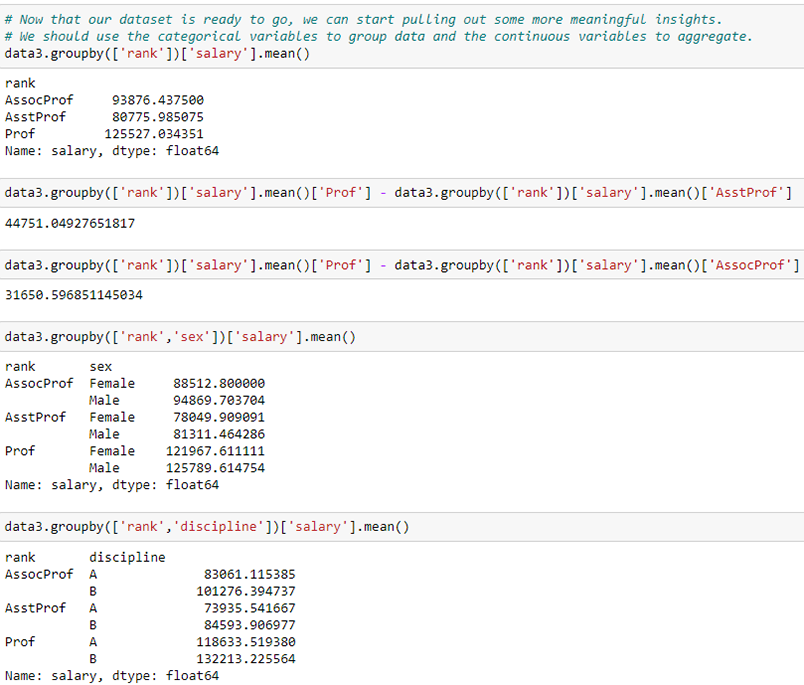 # Now that our dataset is ready to go, we can start pulling out some more meaningful insights.
# We should use the categorical variables to group data and the continuous variables to aggregate.
data3.groupby(['rank'])['salary'].mean()
rank
AssocProf     93876.437500
AsstProf      80775.985075
Prof         125527.034351
Name: salary, dtype: float64
data3.groupby(['rank'])['salary'].mean()['Prof'] - data3.groupby(['rank'])['salary'].mean()['AsstProf']
44751.04927651817
data3.groupby(['rank'])['salary'].mean()['Prof'] - data3.groupby(['rank'])['salary'].mean()['AssocProf']
31650.596851145034
data3.groupby(['rank','sex'])['salary'].mean()
rank       sex
AssocProf  Female     88512.800000
           Male       94869.703704
AsstProf   Female     78049.909091
           Male       81311.464286
Prof       Female    121967.611111
           Male      125789.614754
Name: salary, dtype: float64
data3.groupby(['rank','discipline'])['salary'].mean()
rank       discipline
AssocProf  A              83061.115385
           B             101276.394737
AsstProf   A              73935.541667
           B              84593.906977
Prof       A             118633.519380
           B             132213.225564
Name: salary, dtype: float64